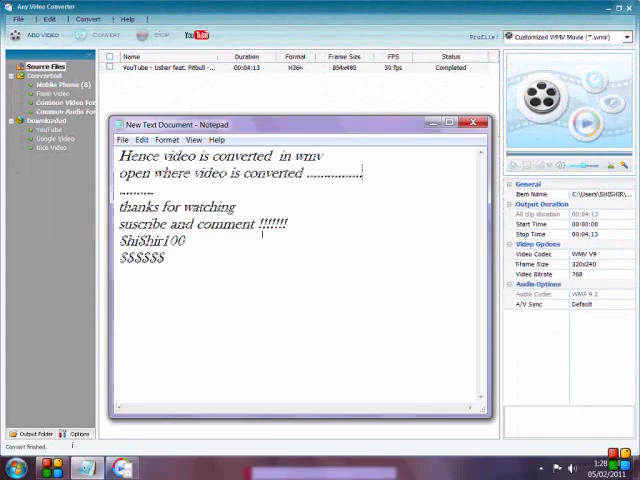 Any Video Converter
File Edit Convert Help
ADD VIDEO CONVERT STOP YouTube Profile: Customized WMV Movie (*.wmv)
Source Files
Converted
Mobile Phone (8)
Flash Video
Common Video For
Common Audio For
Downloaded
YouTube
Google Video
Nico Video
Name Duration Format Frame Size FPS Status
YouTube - Usher feat. Pitbull -... 00:04:13 H264 854x480 30 fps Completed
New Text Document - Notepad
File Edit Format View Help
Hence video is converted in wmv
open where video is converted ................
..........
thanks for watching
suscribe and comment !!!!!!!
$hi$hir100
$$$$$$
General
Item Name C:\Users\SHISHIR\...
Output Duration
All clip duration 00:04:13
Start Time 00:00:00
End Time 00:04:13
Video Options
Video Codec WMV V9
Frame Size 320x240
Video Bitrate 768
Audio Options
Audio Codec WMA 9.2
A/V Sync Default
Output Folder Options
Convert finished.
1:28
05/02/2011